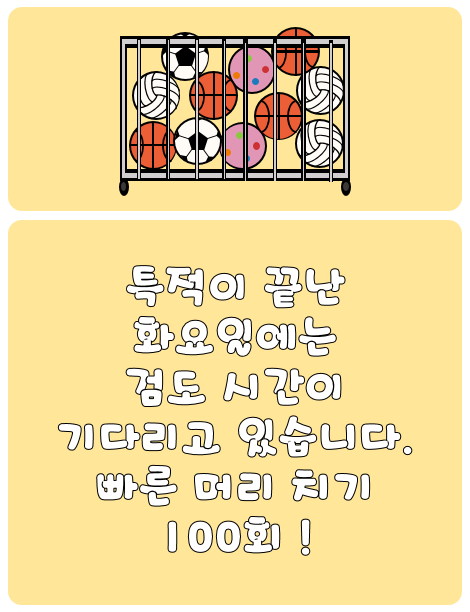 특적이 끝난
화요일에는
검도 시간이
기다리고 있습니다.
빠른 머리 치기
100회 !